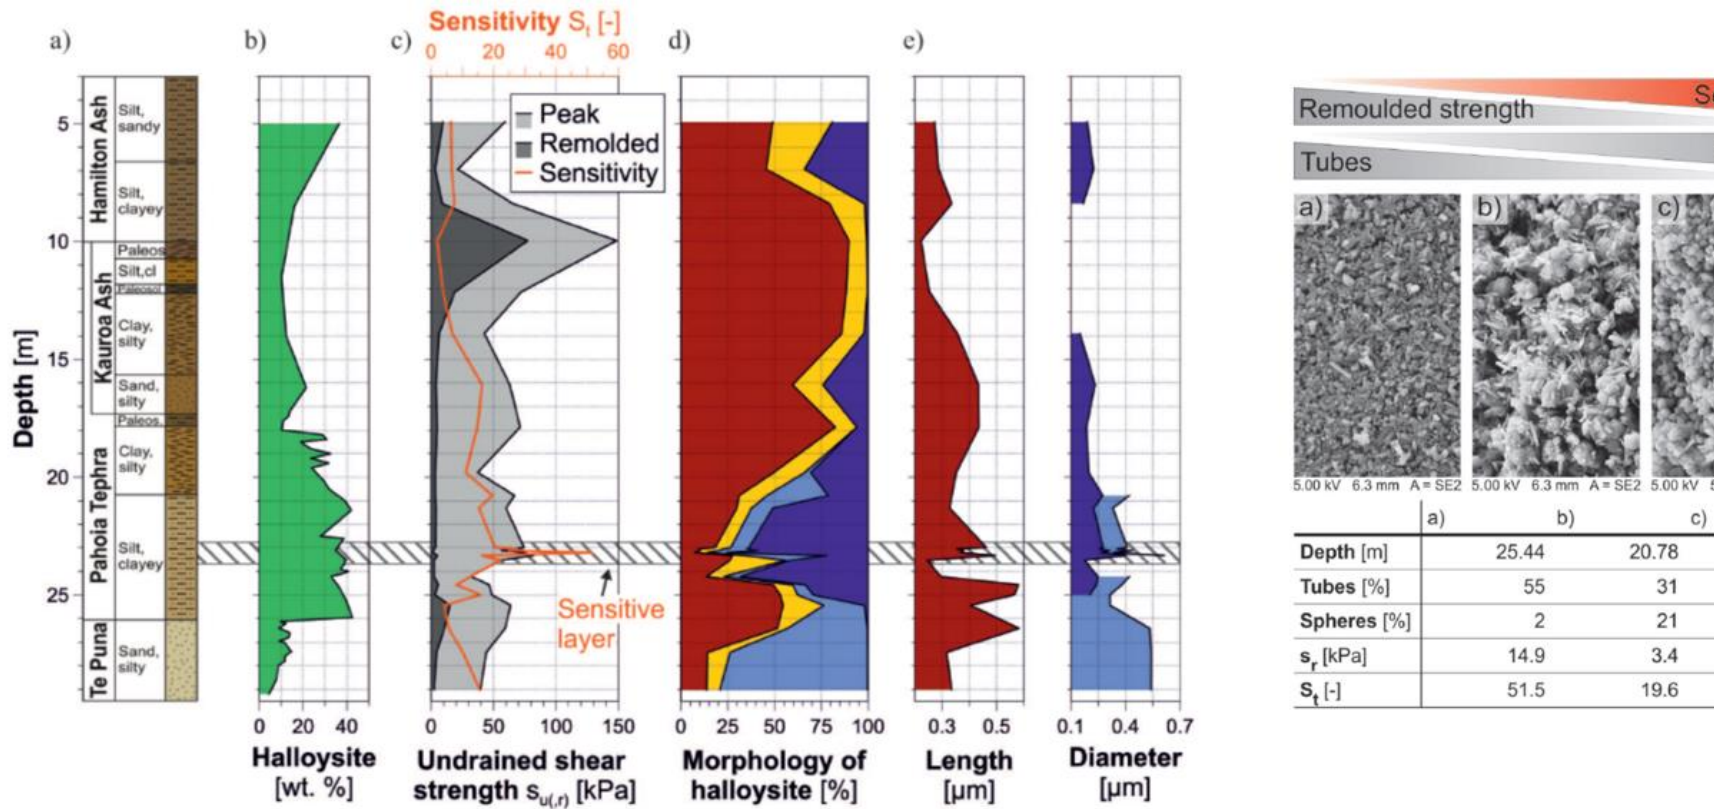 a)
b)
c)
d)
e)
Sensitivity St [-]
0 20 40 60
Peak
Remolded
Sensitivity
Depth [m]
5
10
15
20
25
Hamilton Ash
Kauroa Ash
Pahoia Tephra
Te Puna
Silt,
sandy
Silt,
clayey
Paleos
Silt,cl
Paleosol
Clay,
silty
Sand,
silty
Paleos.
Clay,
silty
Silt,
clayey
Sand,
silty
Sensitive
layer
0 20 40
Halloysite
[wt. %]
0 50 100 150
Undrained shear
strength su(,r) [kPa]
0 25 50 75 100
Morphology of
halloysite [%]
0.3 0.5
Length
[µm]
0.1 0.4 0.7
Diameter
[µm]
Remoulded strength
Tubes
a)
b)
c)
5.00 kV 6.3 mm A = SE2
5.00 kV 6.3 mm A = SE2
5.00 kV
a) b) c)
Depth [m] 25.44 20.78
Tubes [%] 55 31
Spheres [%] 2 21
sr [kPa] 14.9 3.4
St [-] 51.5 19.6